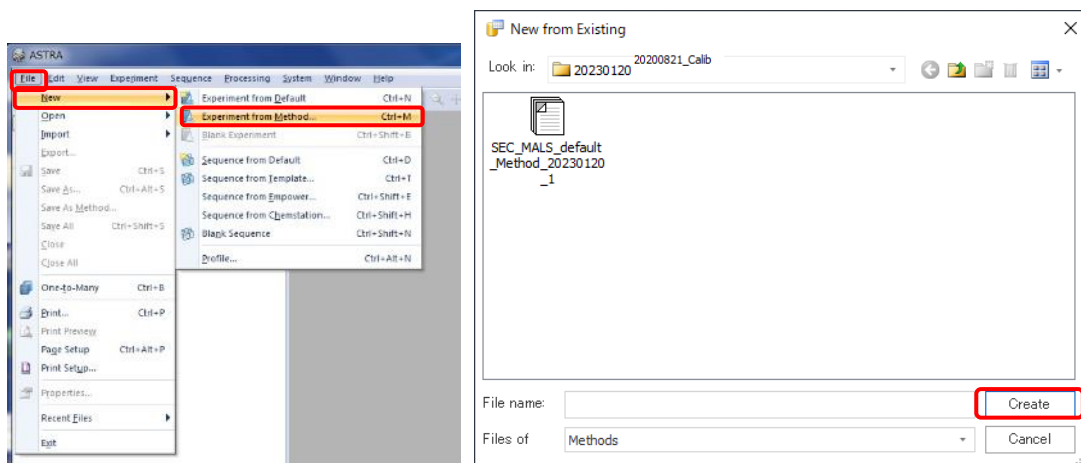 ASTRA
File Edit View Experiment Sequence Processing System Window Help
New
Open
Import
Export...
Save Ctrl+S
Save As... Ctrl+Alt+S
Save As Method...
Save All Ctrl+Shift+S
Close
Close All
One-to-Many Ctrl+B
Print... Ctrl+P
Print Preview
Page Setup Ctrl+Alt+P
Print Setup...
Properties...
Recent Files
Exit
Experiment from Default Ctrl+N
Experiment from Method... Ctrl+M
Blank Experiment Ctrl+Shift+B
Sequence from Default Ctrl+D
Sequence from Template... Ctrl+T
Sequence from Empower... Ctrl+Shift+E
Sequence from Chemstation... Ctrl+Shift+H
Blank Sequence Ctrl+Shift+N
Profile... Ctrl+Alt+N
New from Existing
Look in: 20230120 20200821_Calib
SEC_MALS_default
_Method_20230120
_1
File name: Create
Files of Methods Cancel